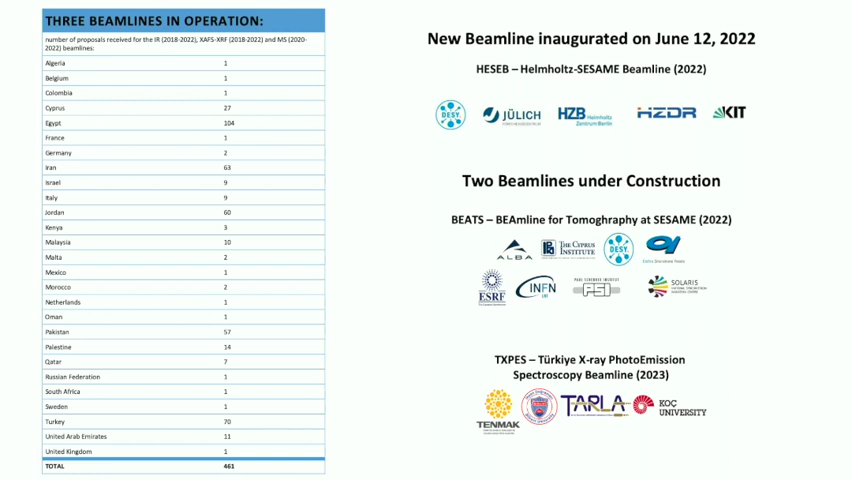 THREE BEAMLINES IN OPERATION:
number of proposals received for the IR (2018-2022), XAFS-XRF (2018-2022) and MS (2020-
2022) beamlines:
Algeria 1
Belgium 1
Colombia 1
Cyprus 27
Egypt 104
France 1
Germany 2
Iran 63
Israel 9
Italy 9
Jordan 60
Kenya 3
Malaysia 10
Malta 2
Mexico 1
Morocco 2
Netherlands 1
Oman 1
Pakistan 57
Palestine 14
Qatar 7
Russian Federation 1
South Africa 1
Sweden 1
Turkey 70
United Arab Emirates 11
United Kingdom 1
TOTAL 461
New Beamline inaugurated on June 12, 2022
HESEB – Helmholtz-SESAME Beamline (2022)
DESY. JÜLICH HZB Helmholtz HZDR KIT
Zentrum Berlin
Two Beamlines under Construction
BEATS – BEAmline for Tomoghraphy at SESAME (2022)
ALBA THE CYPRUS DESY.
INSTITUTE
ESRF INFN PAUL SCHERRER INSTITUT SOLARIS
PSI
TXPES – Türkiye X-ray PhotoEmission
Spectroscopy Beamline (2023)
TENMAK TARLA KOÇ
UNIVERSITY